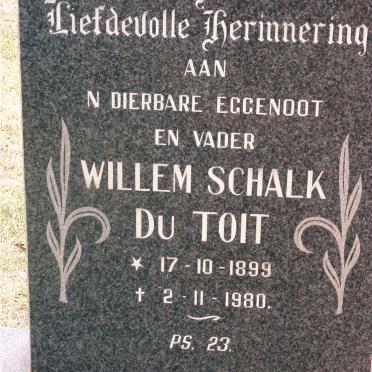 Liefdevolle Herinnering
AAN
N DIERBARE EGGENOOT
EN VADER
WILLEM SCHALK
DU TOIT
* 17-10-1899
† 2-11-1980.
PS. 23.